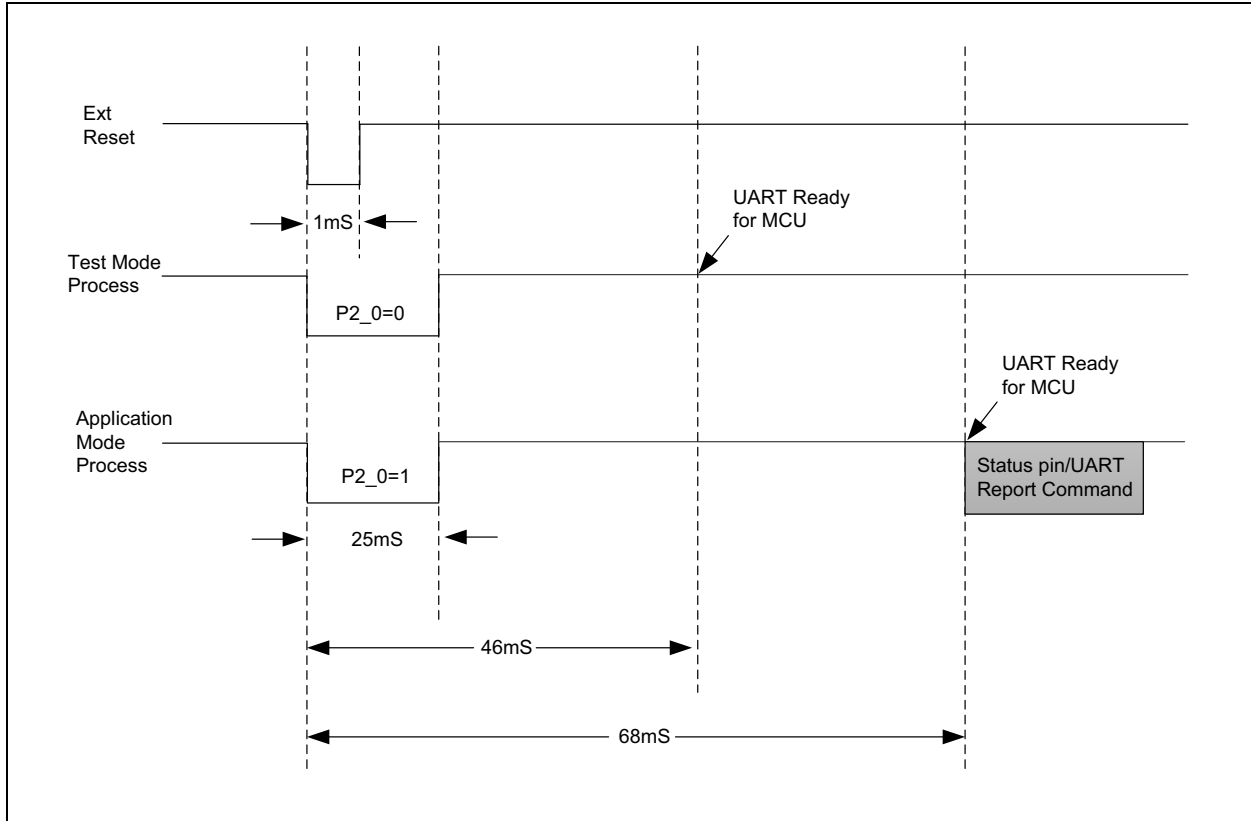 Ext
Reset
1mS
UART Ready
for MCU
Test Mode
Process
P2_0=0
UART Ready
for MCU
Application
Mode
Process
P2_0=1
Status pin/UART
Report Command
25mS
46mS
68mS